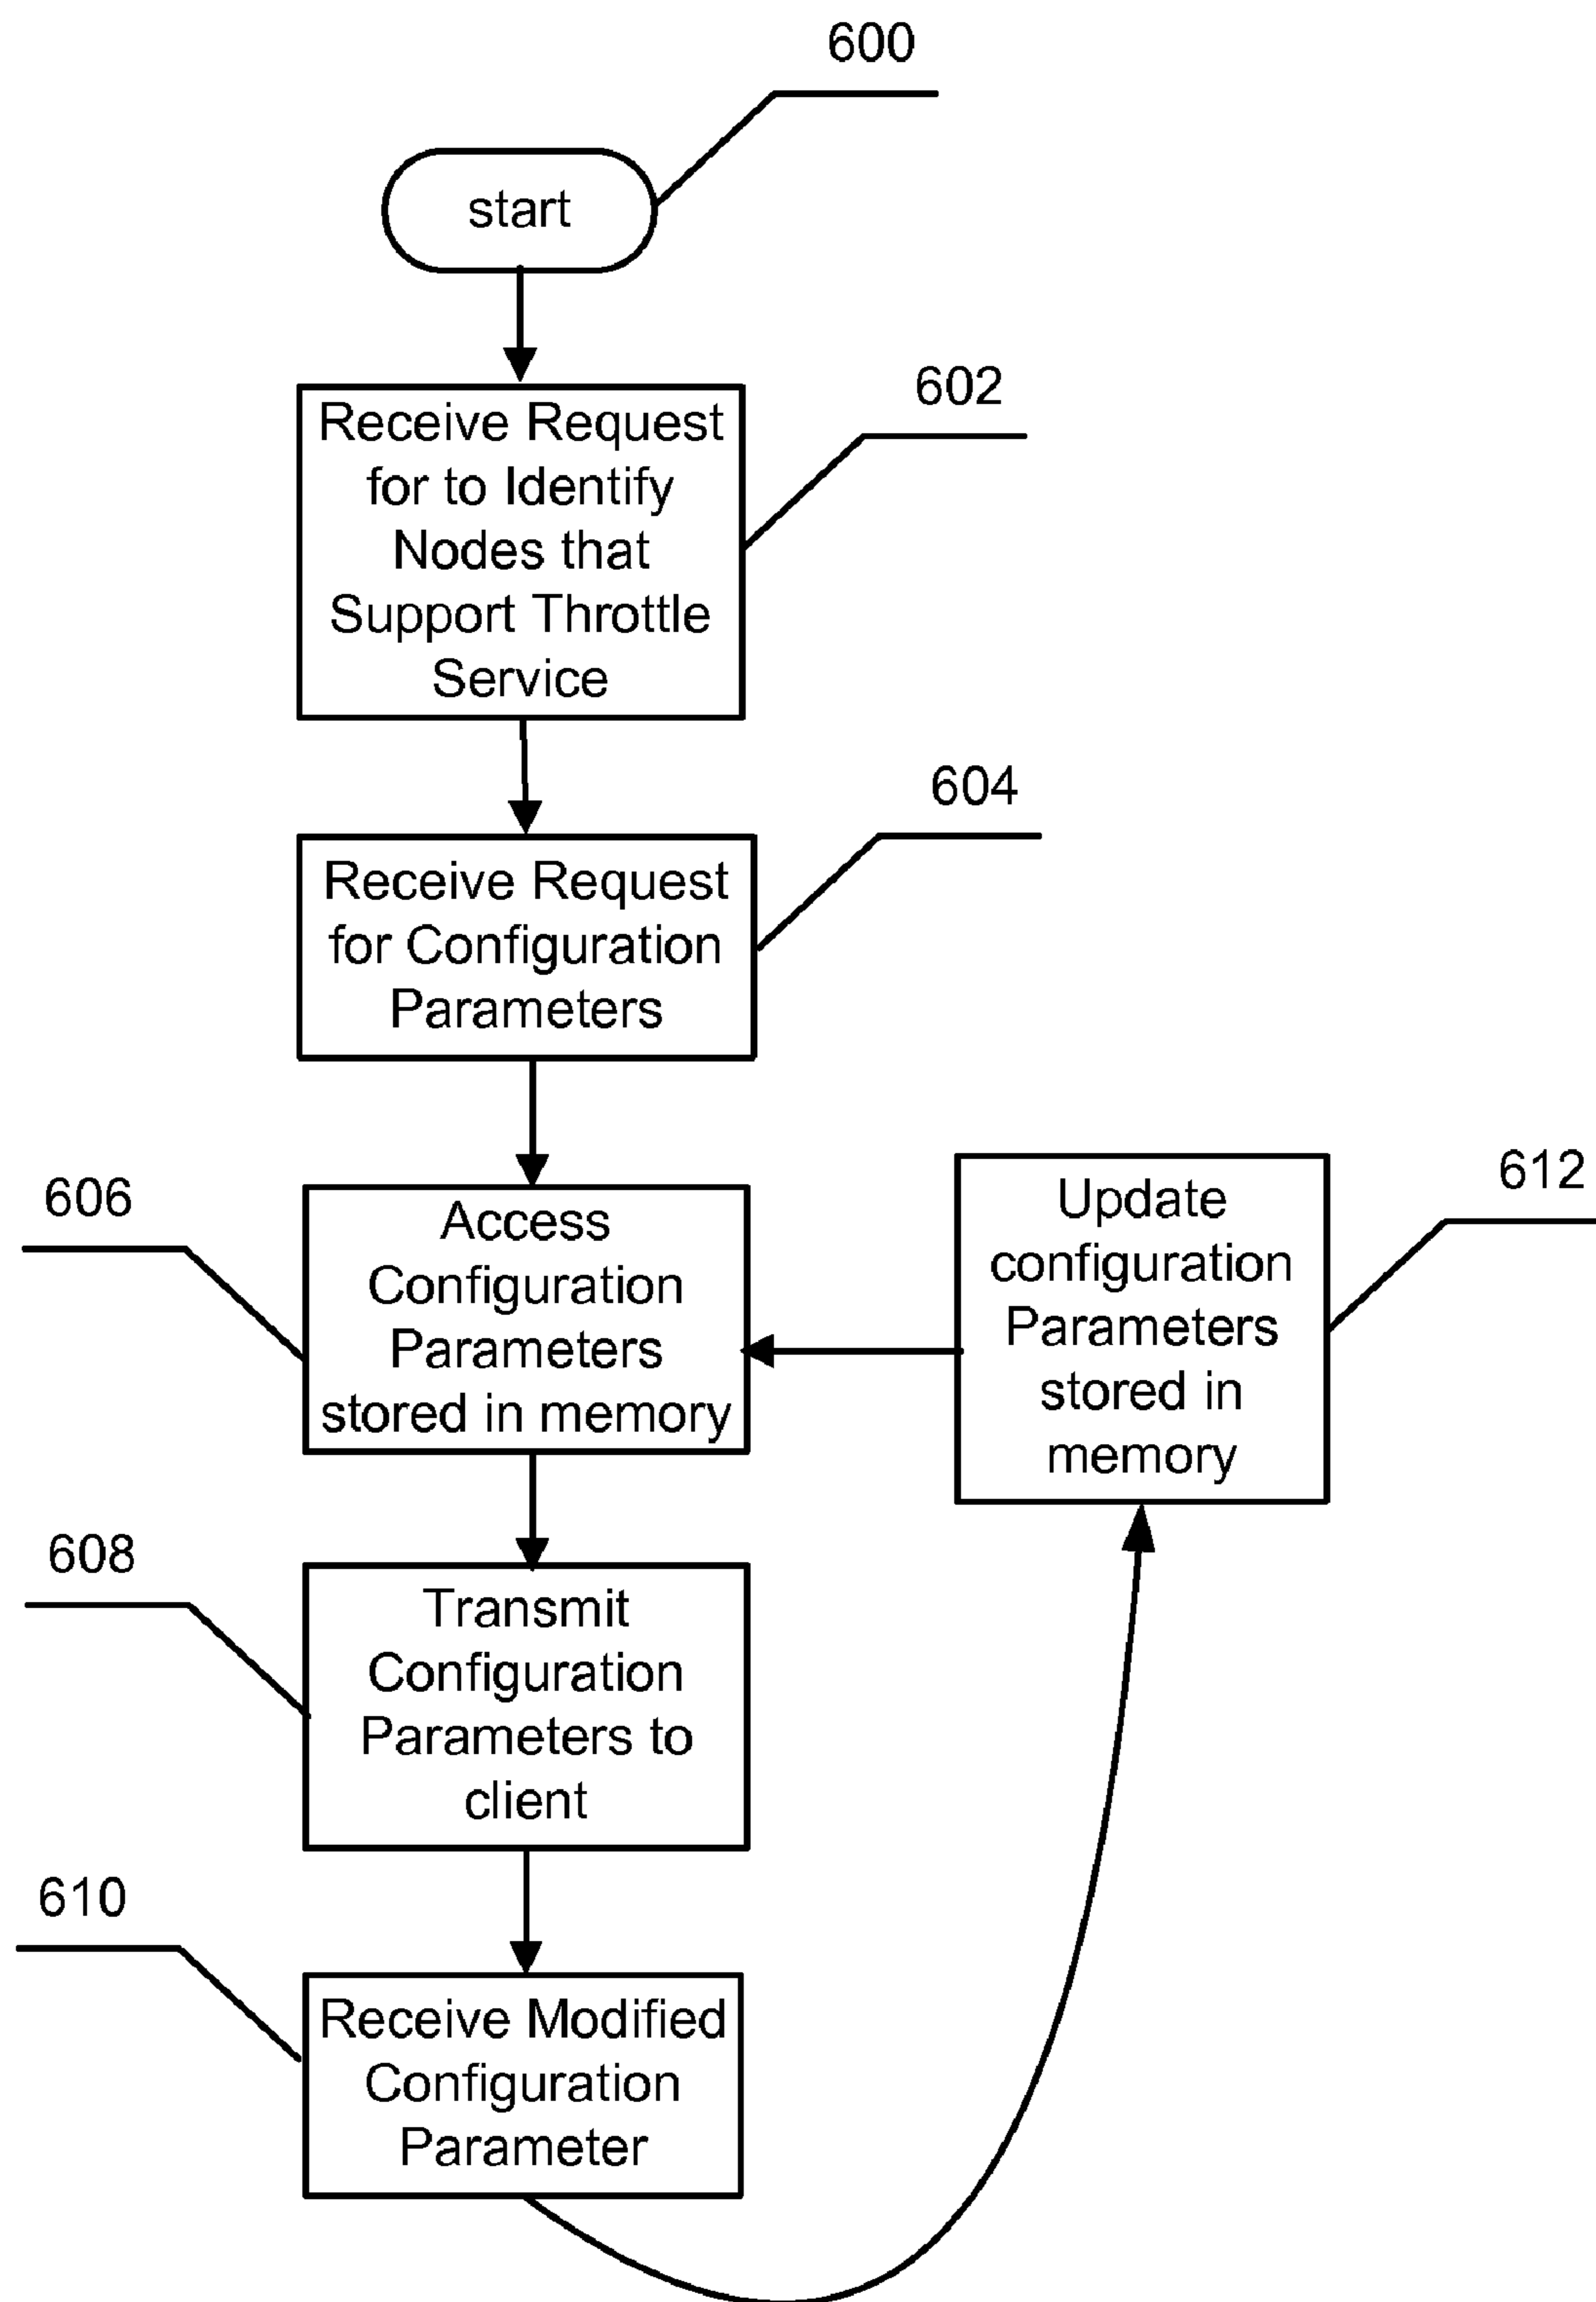 600
start
602
Receive Request
for to Identify
Nodes that
Support Throttle
Service
604
Receive Request
for Configuration
Parameters
606
Access
Configuration
Parameters
stored in memory
612
Update
configuration
Parameters
stored in
memory
608
Transmit
Configuration
Parameters to
client
610
Receive Modified
Configuration
Parameter